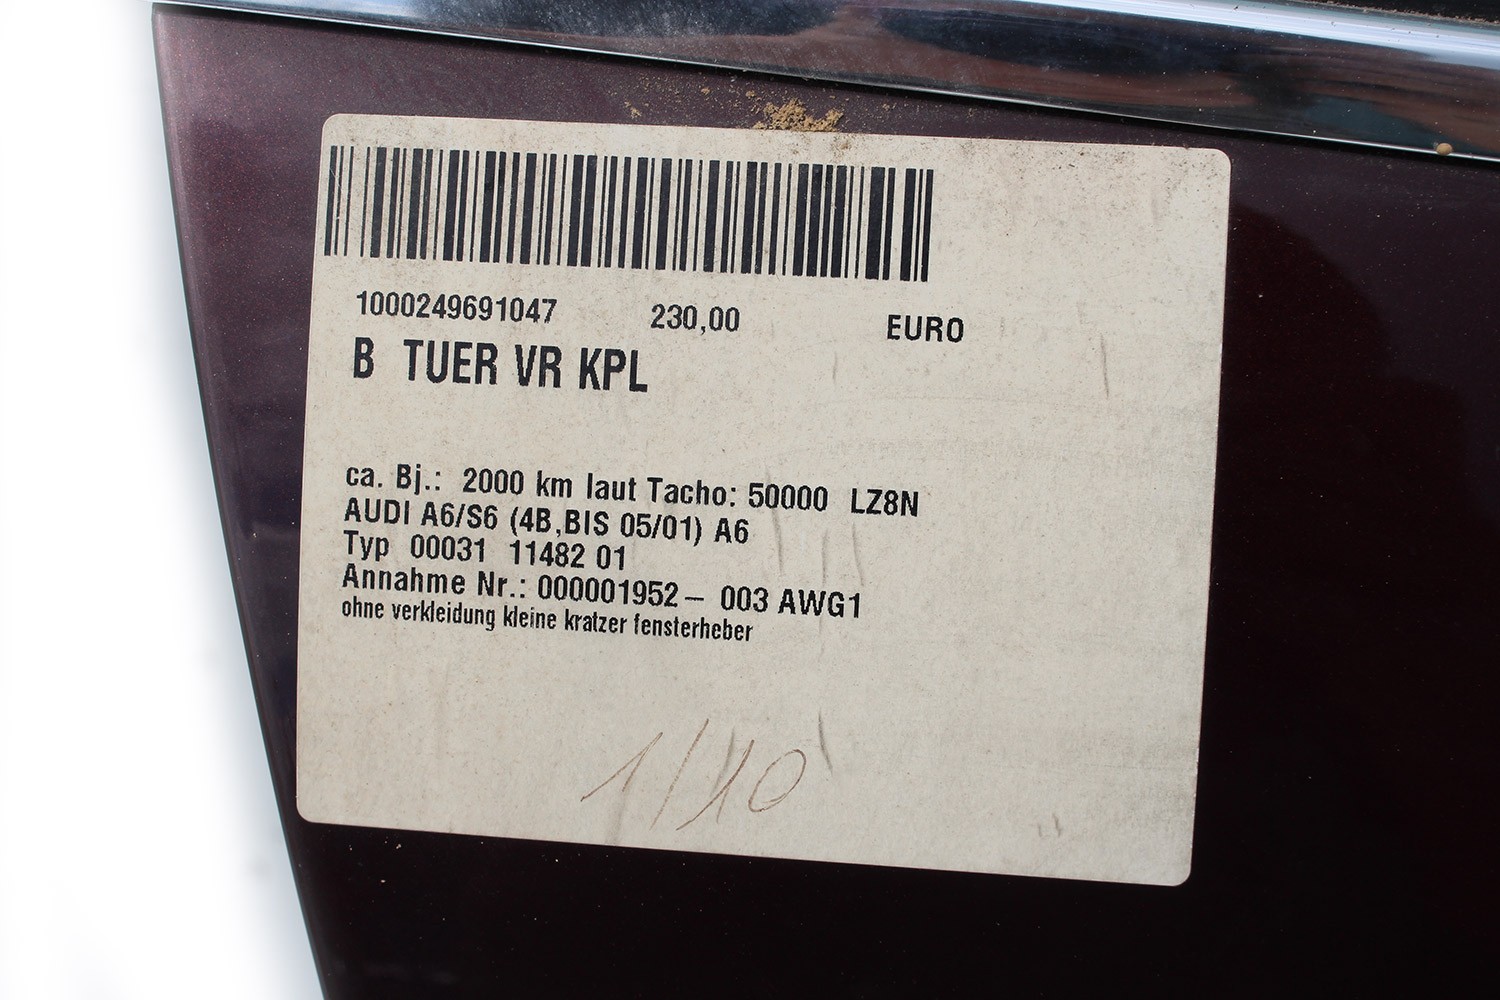 1000249691047 230,00 EURO
B TUER VR KPL
ca. Bj.: 2000 km laut Tacho: 50000 LZ8N
AUDI A6/S6 (4B,BIS 05/01) A6
Typ 00031 11482 01
Annahme Nr.: 000001952 – 003 AWG1
ohne verkleidung kleine kratzer fensterheber
1/10